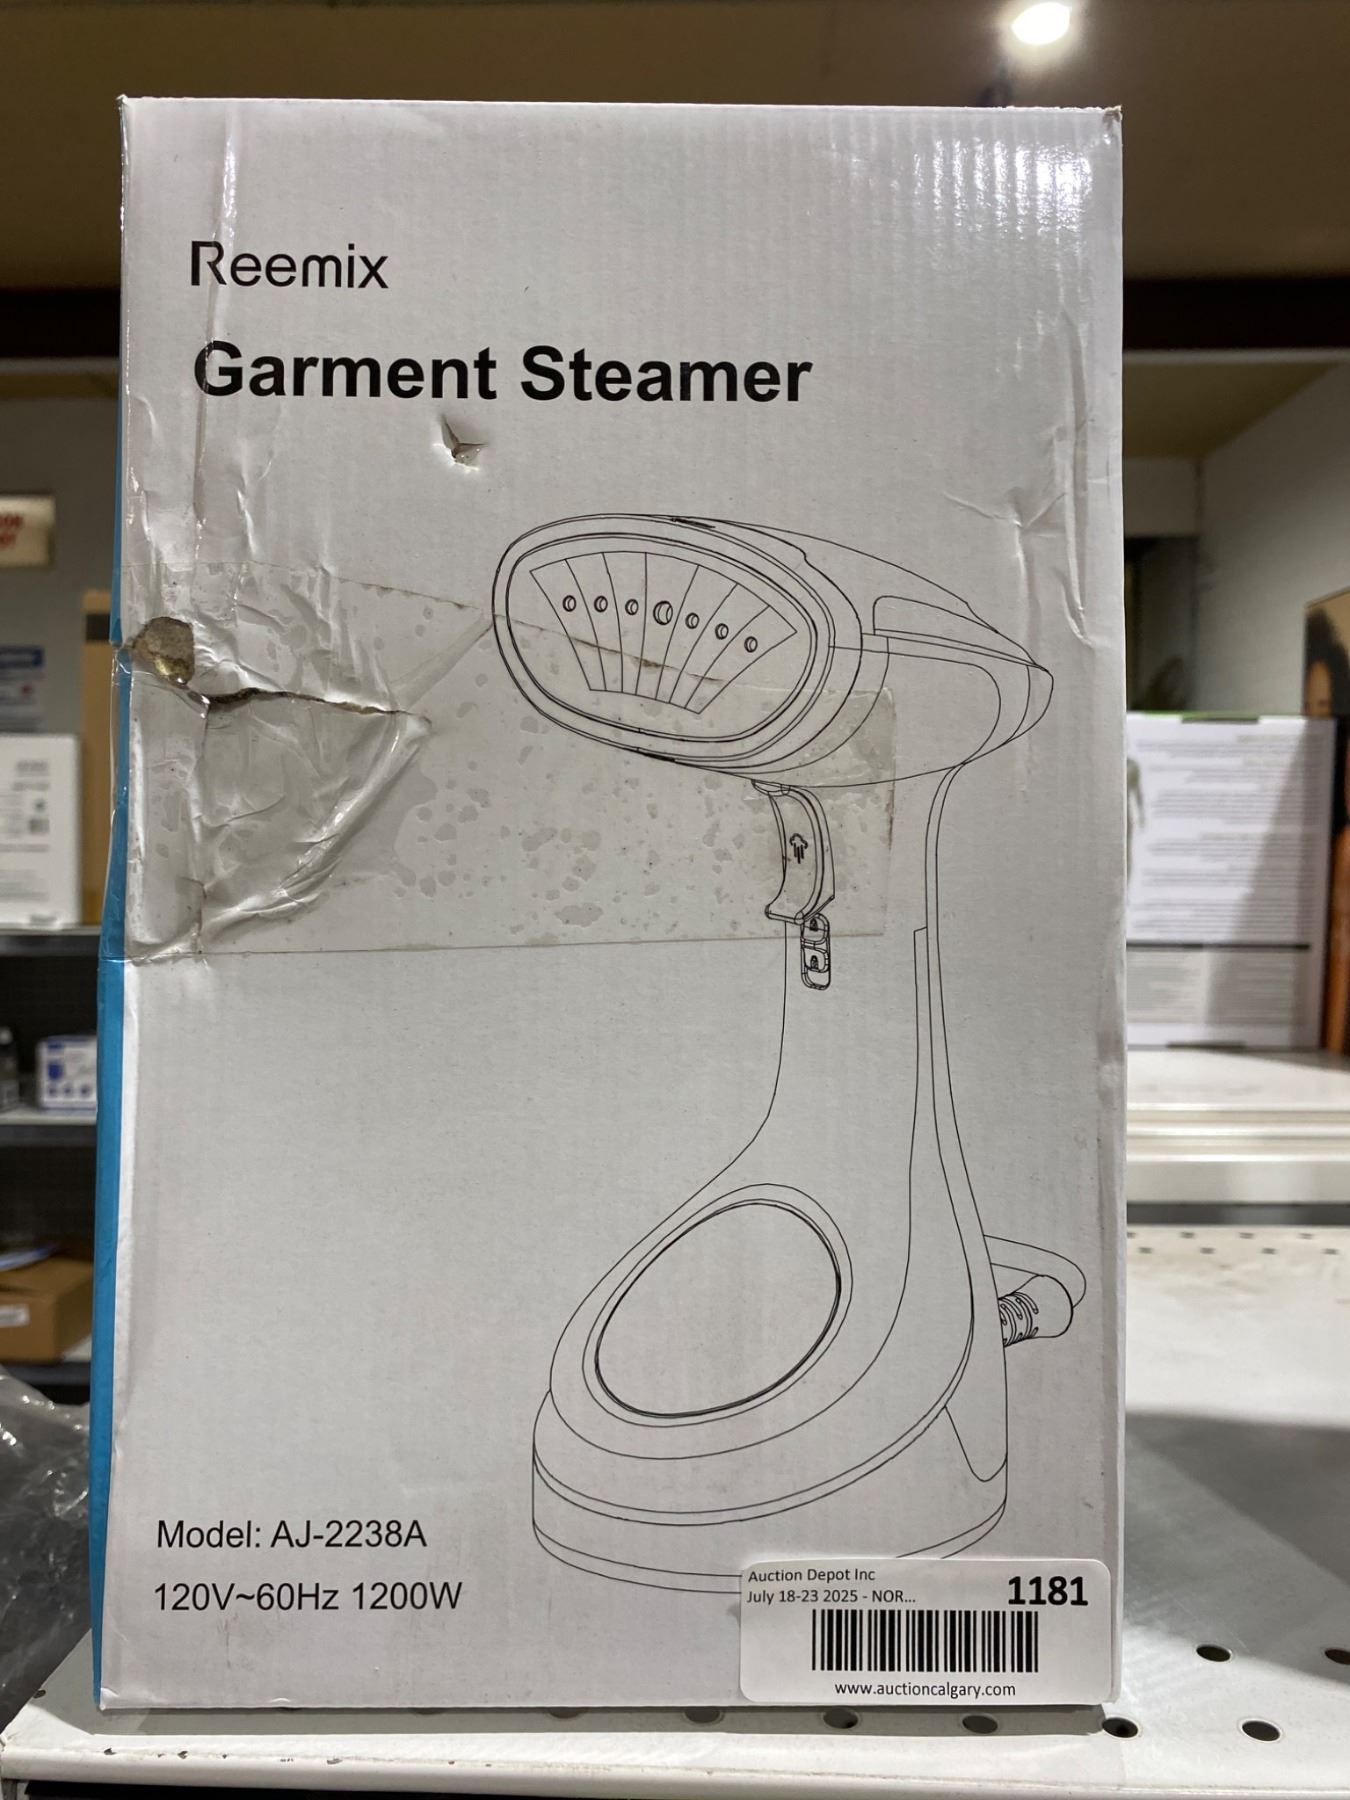 Reemix
Garment Steamer
Model: AJ-2238A
120V~60Hz 1200W
Auction Depot Inc
July 18-23 2025 - NOR...
1181
www.auctioncalgary.com